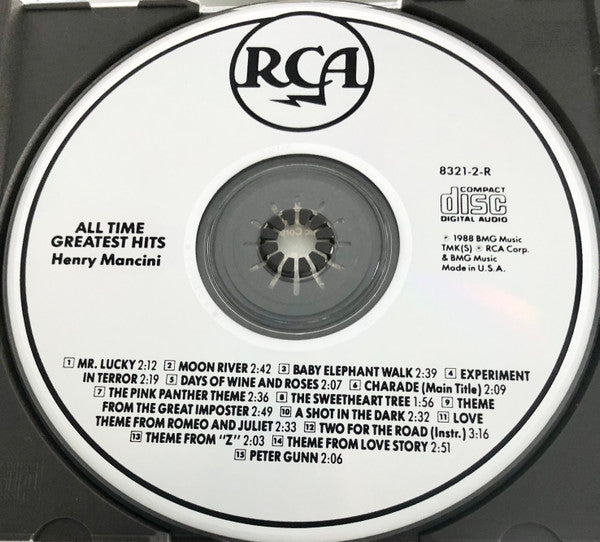 RCA
8321-2-R
COMPACT
disc
DIGITAL AUDIO
ALL TIME
GREATEST HITS
Henry Mancini
℗ 1988 BMG Music
TMK(S) ® RCA Corp.
& BMG Music
Made in U.S.A.
1 MR. LUCKY 2:12 2 MOON RIVER 2:42 3 BABY ELEPHANT WALK 2:39 4 EXPERIMENT
IN TERROR 2:19 5 DAYS OF WINE AND ROSES 2:07 6 CHARADE (Main Title) 2:09
7 THE PINK PANTHER THEME 2:36 8 THE SWEETHEART TREE 1:56 9 THEME
FROM THE GREAT IMPOSTER 2:49 10 A SHOT IN THE DARK 2:32 11 LOVE
THEME FROM ROMEO AND JULIET 2:33 12 TWO FOR THE ROAD (Instr.) 3:16
13 THEME FROM "Z" 2:03 14 THEME FROM LOVE STORY 2:51
15 PETER GUNN 2:06